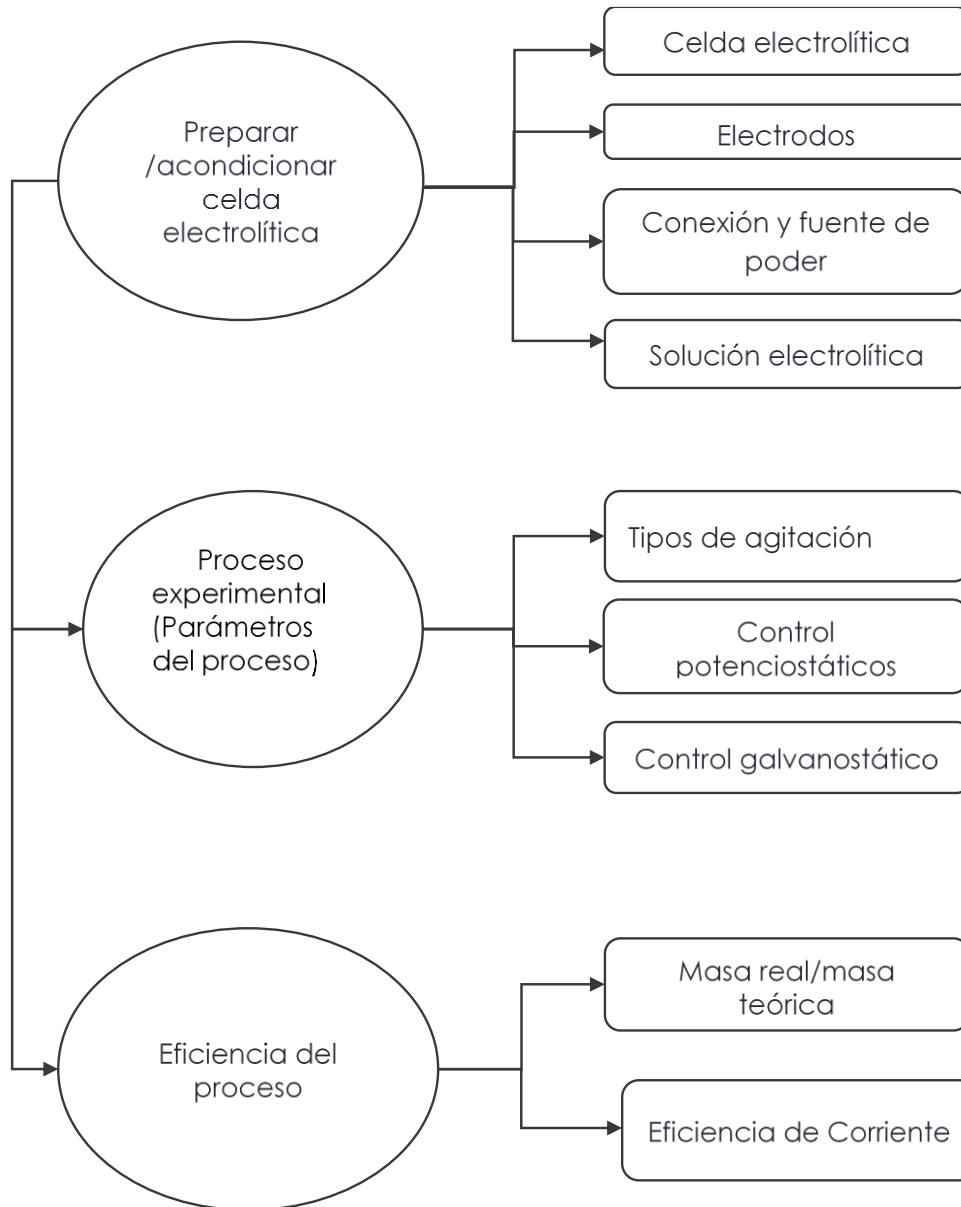 Preparar
/acondicionar
celda
electrolítica
Celda electrolítica
Electrodos
Conexión y fuente de
poder
Solución electrolítica
Proceso
experimental
(Parámetros
del proceso)
Tipos de agitación
Control
potenciostáticos
Control galvanostático
Eficiencia del
proceso
Masa real/masa
teórica
Eficiencia de Corriente